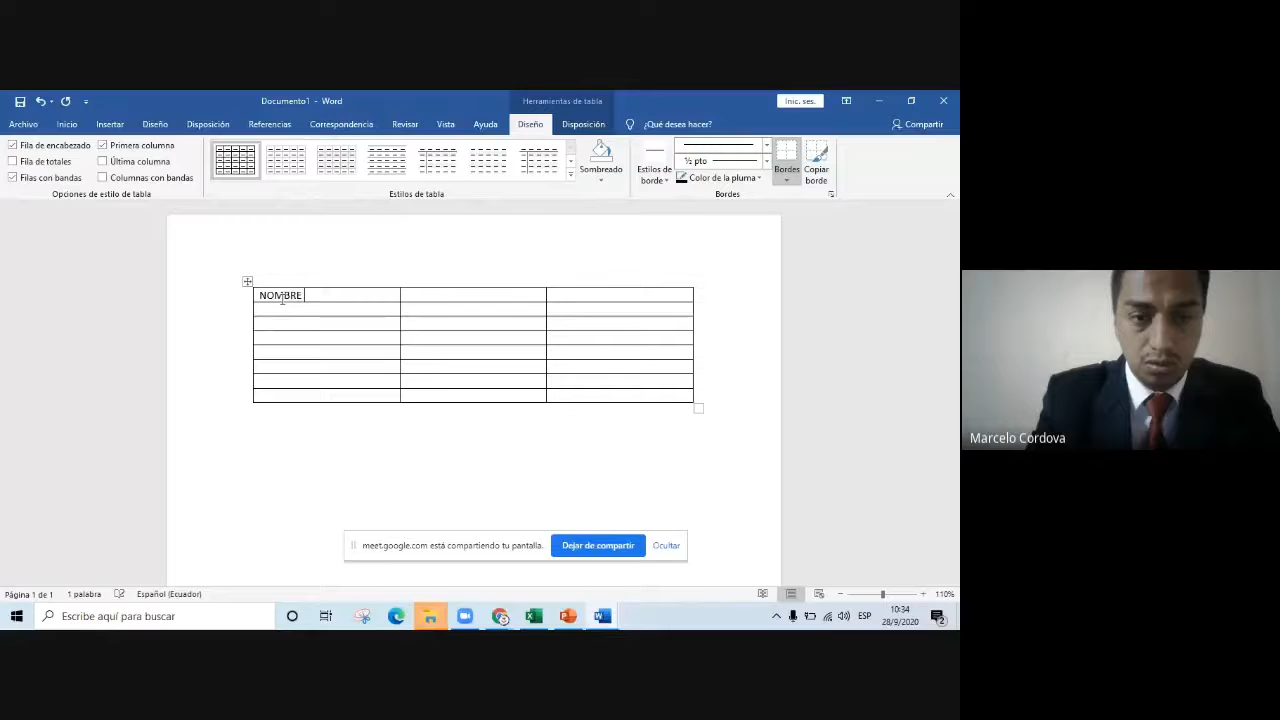 Documento1 - Word
Herramientas de tabla
Inic. ses.
Archivo Inicio Insertar Diseño Disposición Referencias Correspondencia Revisar Vista Ayuda Diseño Disposición ¿Qué desea hacer? Compartir
Fila de encabezado Primera columna
Fila de totales Última columna
Filas con bandas Columnas con bandas
Opciones de estilo de tabla
Estilos de tabla
Sombreado
Estilos de borde
½ pto
Color de la pluma
Bordes
Copiar borde
Bordes
NOMBRE
meet.google.com está compartiendo tu pantalla. Dejar de compartir Ocultar
Página 1 de 1 1 palabra Español (Ecuador) 110%
Escribe aquí para buscar
ESP
10:34
28/9/2020
2
Marcelo Cordova